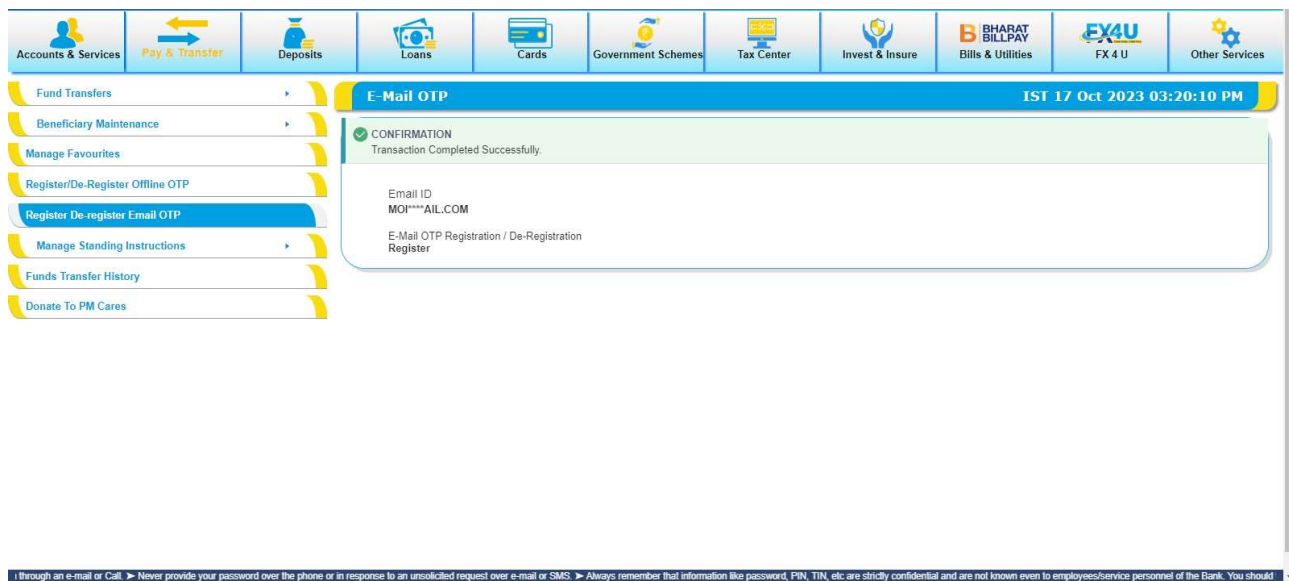 Accounts & Services
Pay & Transfer
Deposits
Loans
Cards
Government Schemes
Tax Center
Invest & Insure
B BHARAT BILLPAY
Bills & Utilities
FX4U
FX 4 U
Other Services
Fund Transfers
Beneficiary Maintenance
Manage Favourites
Register/De-Register Offline OTP
Register De-register Email OTP
Manage Standing Instructions
Funds Transfer History
Donate To PM Cares
E-Mail OTP IST 17 Oct 2023 03:20:10 PM
CONFIRMATION
Transaction Completed Successfully.
Email ID
MOI****AIL.COM
E-Mail OTP Registration / De-Registration
Register
through an e-mail or Call. ➤ Never provide your password over the phone or in response to an unsolicited request over e-mail or SMS. ➤ Always remember that information like password, PIN, TIN, etc are strictly confidential and are not known even to employees/service personnel of the Bank. You should